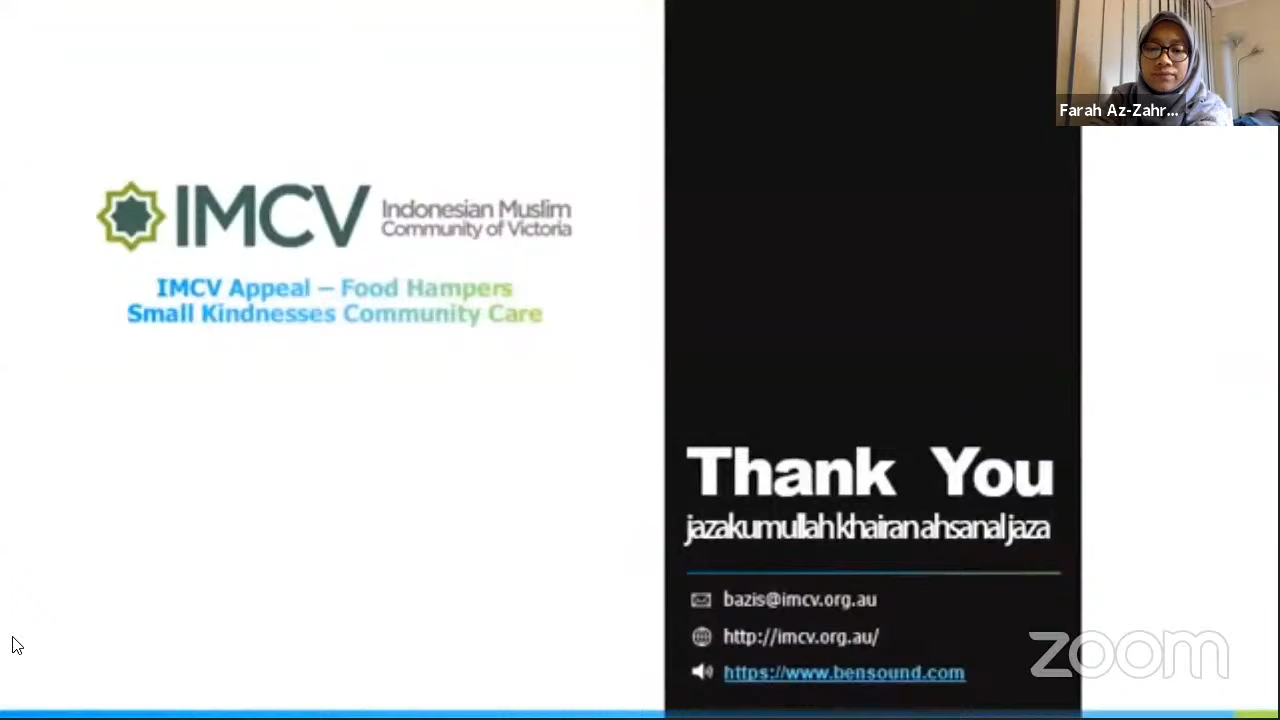 Farah Az-Zahr...
IMCV Indonesian Muslim
Community of Victoria
IMCV Appeal – Food Hampers
Small Kindnesses Community Care
Thank You
jazakumullah khairan ahsanal jaza
bazis@imcv.org.au
http://imcv.org.au/
https://www.bensound.com
zoom